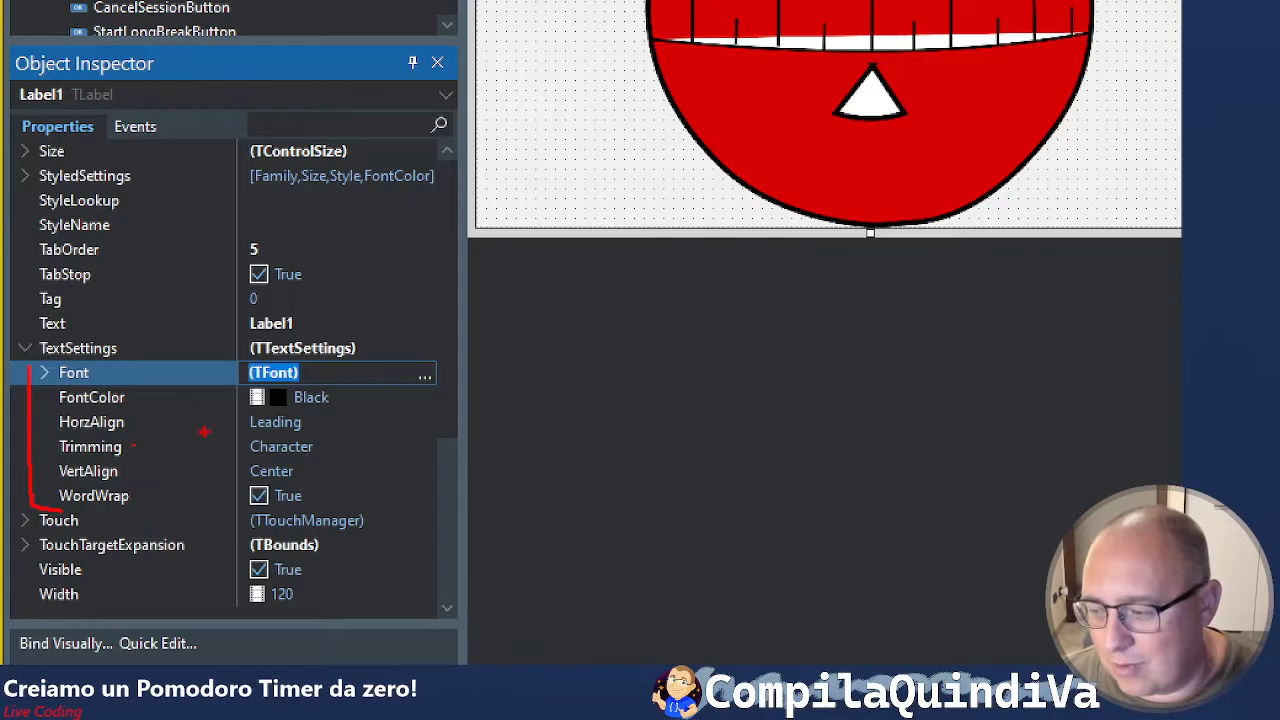 CancelSessionButton
StartLongBreakButton
Object Inspector
Label1 TLabel
Properties Events
Size (TControlSize)
StyledSettings [Family,Size,Style,FontColor]
StyleLookup
StyleName
TabOrder 5
TabStop True
Tag 0
Text Label1
TextSettings (TTextSettings)
Font (TFont) ...
FontColor Black
HorzAlign Leading
Trimming Character
VertAlign Center
WordWrap True
Touch (TTouchManager)
TouchTargetExpansion (TBounds)
Visible True
Width 120
Bind Visually... Quick Edit...
Creiamo un Pomodoro Timer da zero!
Live Coding
CompilaQuindiVa